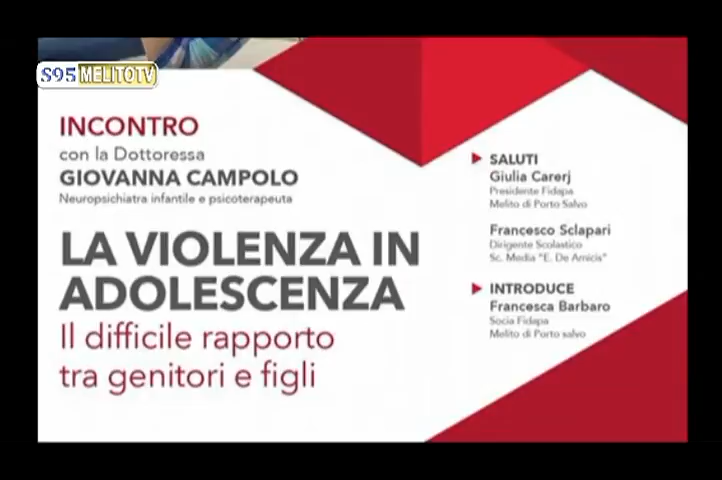 S95 MELITOTV
INCONTRO
con la Dottoressa
GIOVANNA CAMPOLO
Neuropsichiatra infantile e psicoterapeuta
LA VIOLENZA IN
ADOLESCENZA
Il difficile rapporto
tra genitori e figli
SALUTI
Giulia Carerj
Presidente Fidapa
Melito di Porto Salvo
Francesco Sclapari
Dirigente Scolastico
Sc. Media "E. De Amicis"
INTRODUCE
Francesca Barbaro
Socia Fidapa
Melito di Porto salvo